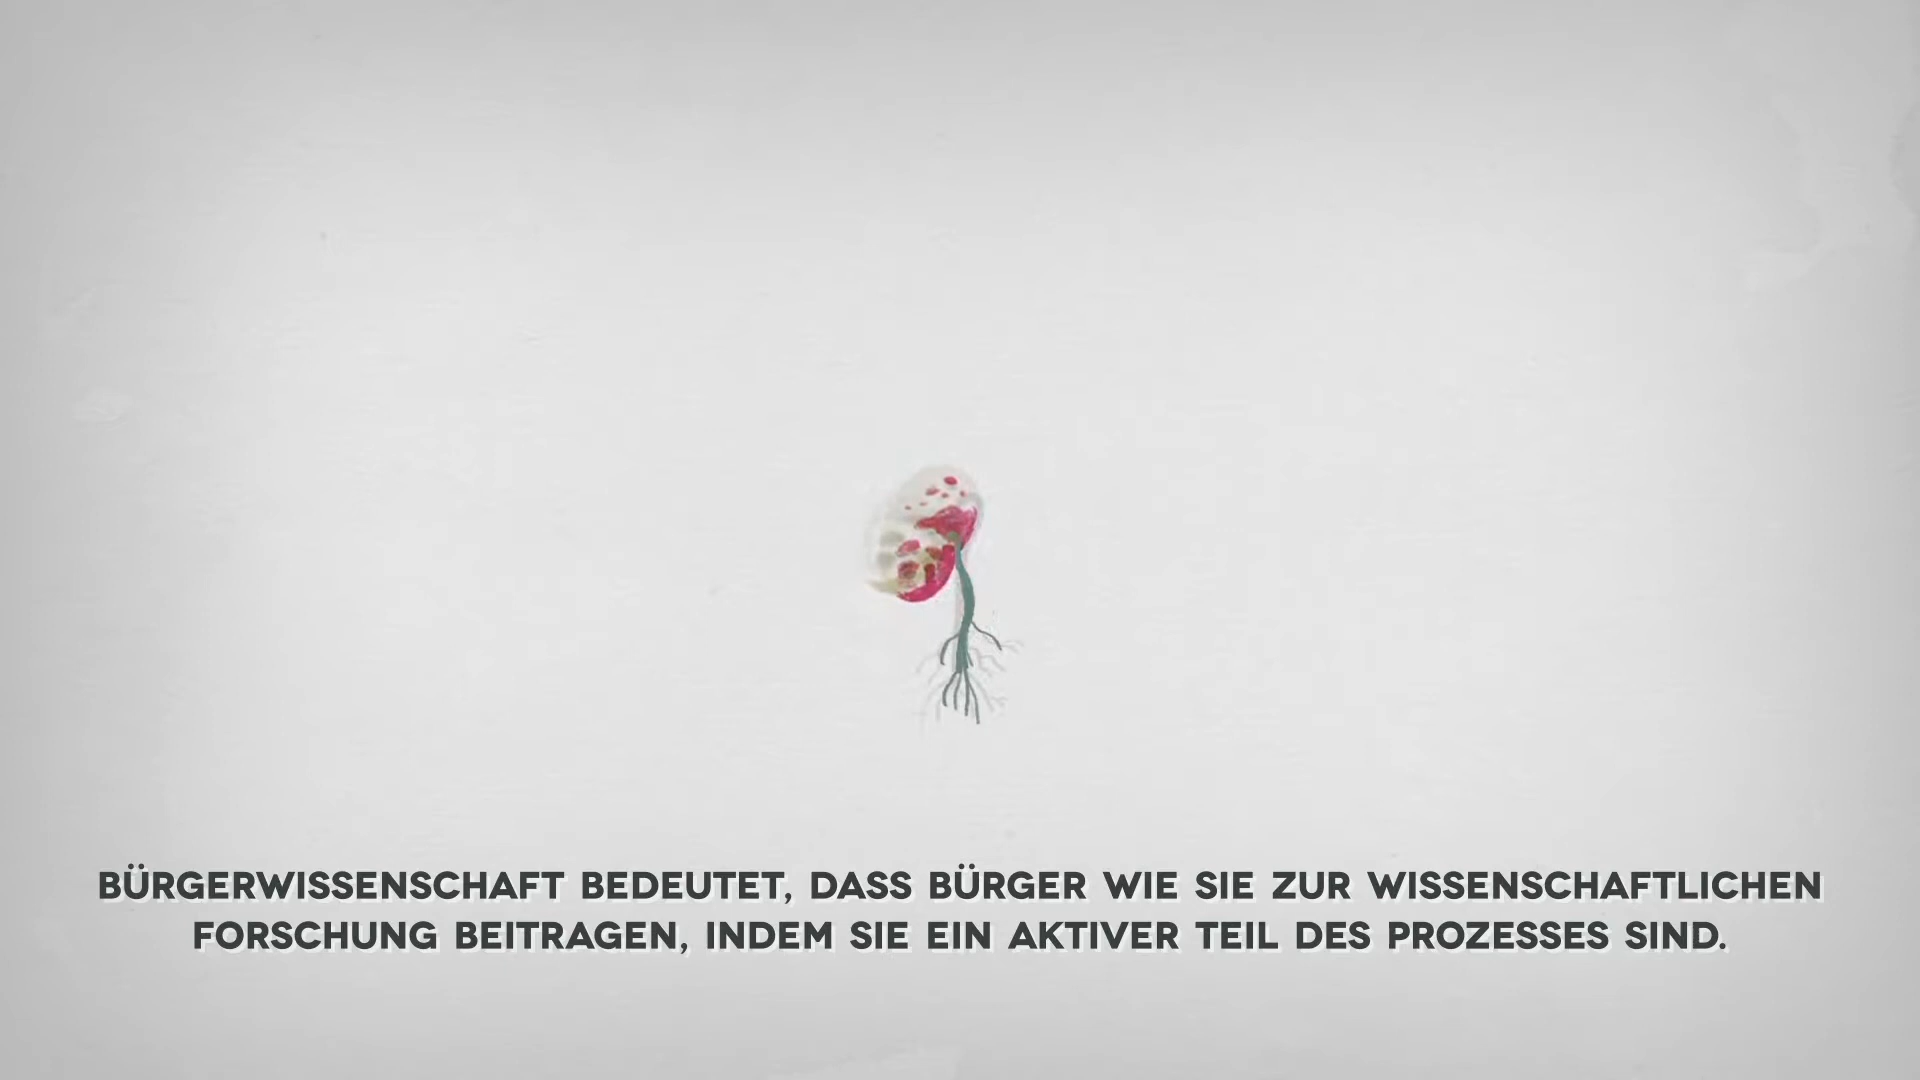 BÜRGERWISSENSCHAFT BEDEUTET, DASS BÜRGER WIE SIE ZUR WISSENSCHAFTLICHEN
FORSCHUNG BEITRAGEN, INDEM SIE EIN AKTIVER TEIL DES PROZESSES SIND.